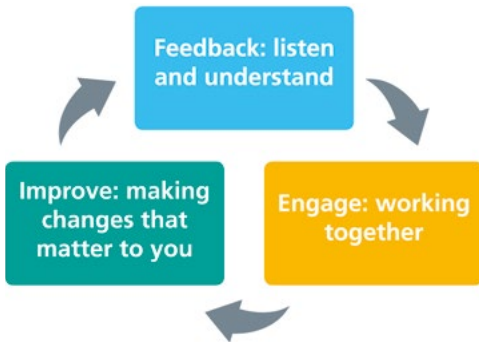 Feedback: listen
and understand
Engage: working
together
Improve: making
changes that
matter to you